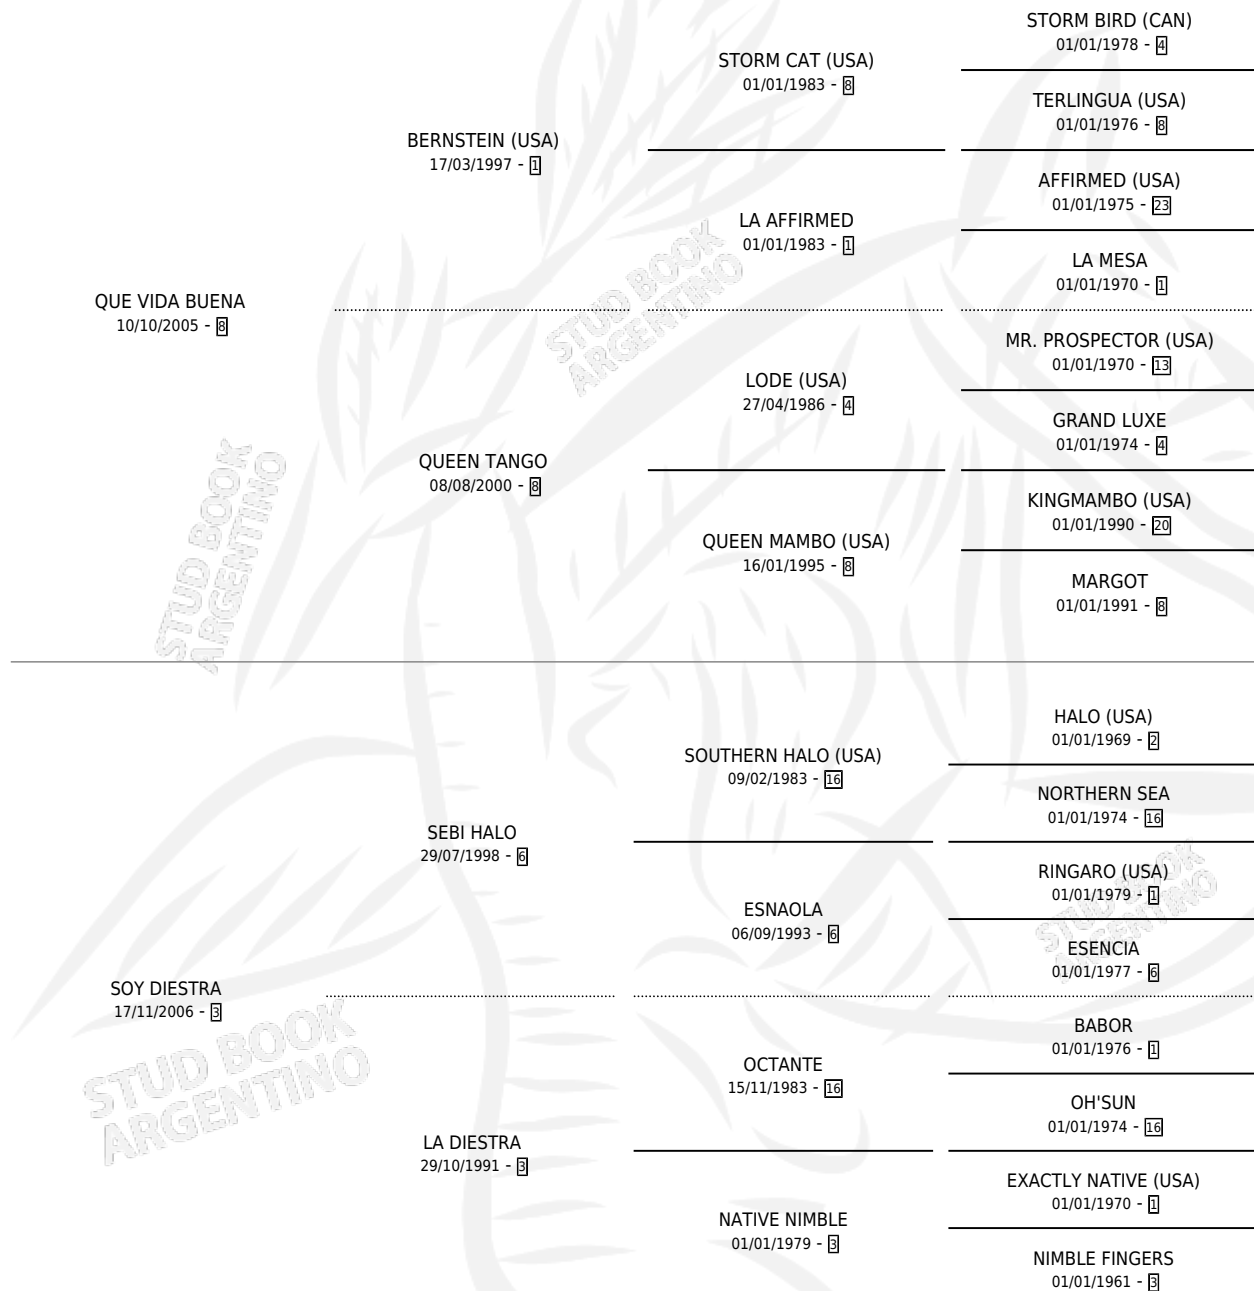 STORM BIRD (CAN)
01/01/1978 - 4
STORM CAT (USA)
01/01/1983 - 8
TERLINGUA (USA)
01/01/1976 - 8
BERNSTEIN (USA)
17/03/1997 - 1
AFFIRMED (USA)
01/01/1975 - 23
LA AFFIRMED
01/01/1983 - 1
LA MESA
01/01/1970 - 1
QUE VIDA BUENA
10/10/2005 - 8
MR. PROSPECTOR (USA)
01/01/1970 - 13
LODE (USA)
27/04/1986 - 4
GRAND LUXE
01/01/1974 - 4
QUEEN TANGO
08/08/2000 - 8
KINGMAMBO (USA)
01/01/1990 - 20
QUEEN MAMBO (USA)
16/01/1995 - 8
MARGOT
01/01/1991 - 8
HALO (USA)
01/01/1969 - 2
SOUTHERN HALO (USA)
09/02/1983 - 16
NORTHERN SEA
01/01/1974 - 16
SEBI HALO
29/07/1998 - 6
RINGARO (USA)
01/01/1979 - 1
ESNAOLA
06/09/1993 - 6
ESENCIA
01/01/1977 - 6
SOY DIESTRA
17/11/2006 - 3
BABOR
01/01/1976 - 1
OCTANTE
15/11/1983 - 16
OH'SUN
01/01/1974 - 16
LA DIESTRA
29/10/1991 - 3
EXACTLY NATIVE (USA)
01/01/1970 - 1
NATIVE NIMBLE
01/01/1979 - 3
NIMBLE FINGERS
01/01/1961 - 3
STUD BOOK
ARGENTINO
STUD BOOK
ARGENTINO
STUD BOOK
ARGENTINO
STUD BOOK
ARGENTINO